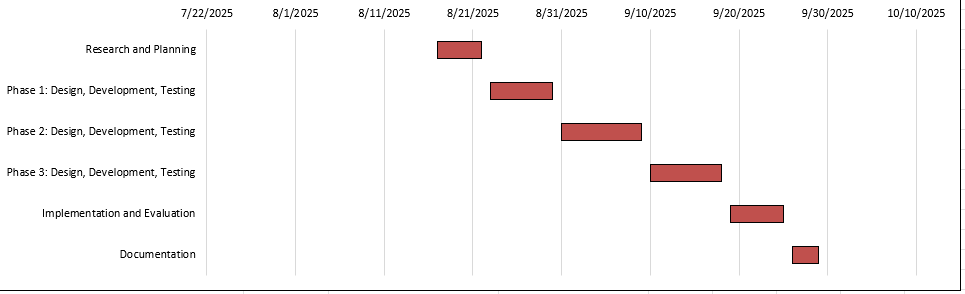 7/22/2025 8/1/2025 8/11/2025 8/21/2025 8/31/2025 9/10/2025 9/20/2025 9/30/2025 10/10/2025
Research and Planning
Phase 1: Design, Development, Testing
Phase 2: Design, Development, Testing
Phase 3: Design, Development, Testing
Implementation and Evaluation
Documentation